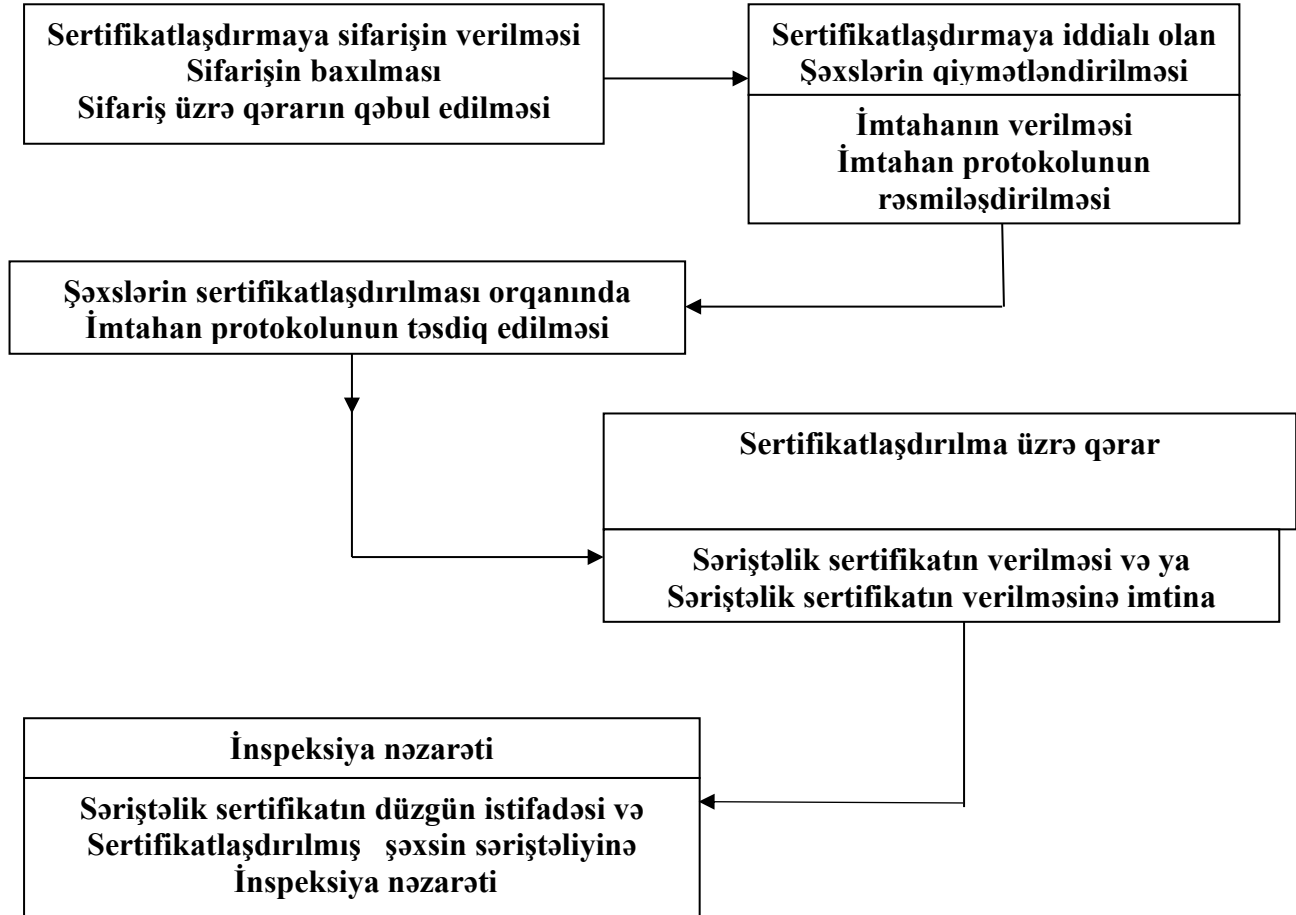 Sertifikatlaşdırmaya sifarişin verilməsi
Sifarişin baxılması
Sifariş üzrə qərarın qəbul edilməsi
Sertifikatlaşdırmaya iddialı olan
Şəxslərin qiymətləndirilməsi
İmtahanın verilməsi
İmtahan protokolunun
rəsmiləşdirilməsi
Şəxslərin sertifikatlaşdırılması orqanında
İmtahan protokolunun təsdiq edilməsi
Sertifikatlaşdırılma üzrə qərar
Səriştəlik sertifikatın verilməsi və ya
Səriştəlik sertifikatın verilməsinə imtina
İnspeksiya nəzarəti
Səriştəlik sertifikatın düzgün istifadəsi və
Sertifikatlaşdırılmış şəxsin səriştəliyinə
İnspeksiya nəzarəti